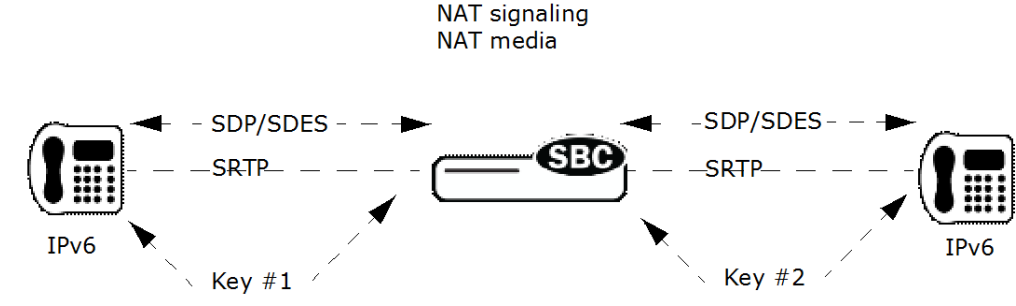 NAT signaling
NAT media
SDP/SDES
SDP/SDES
SBC
SRTP
SRTP
IPv6
IPv6
Key #1
Key #2